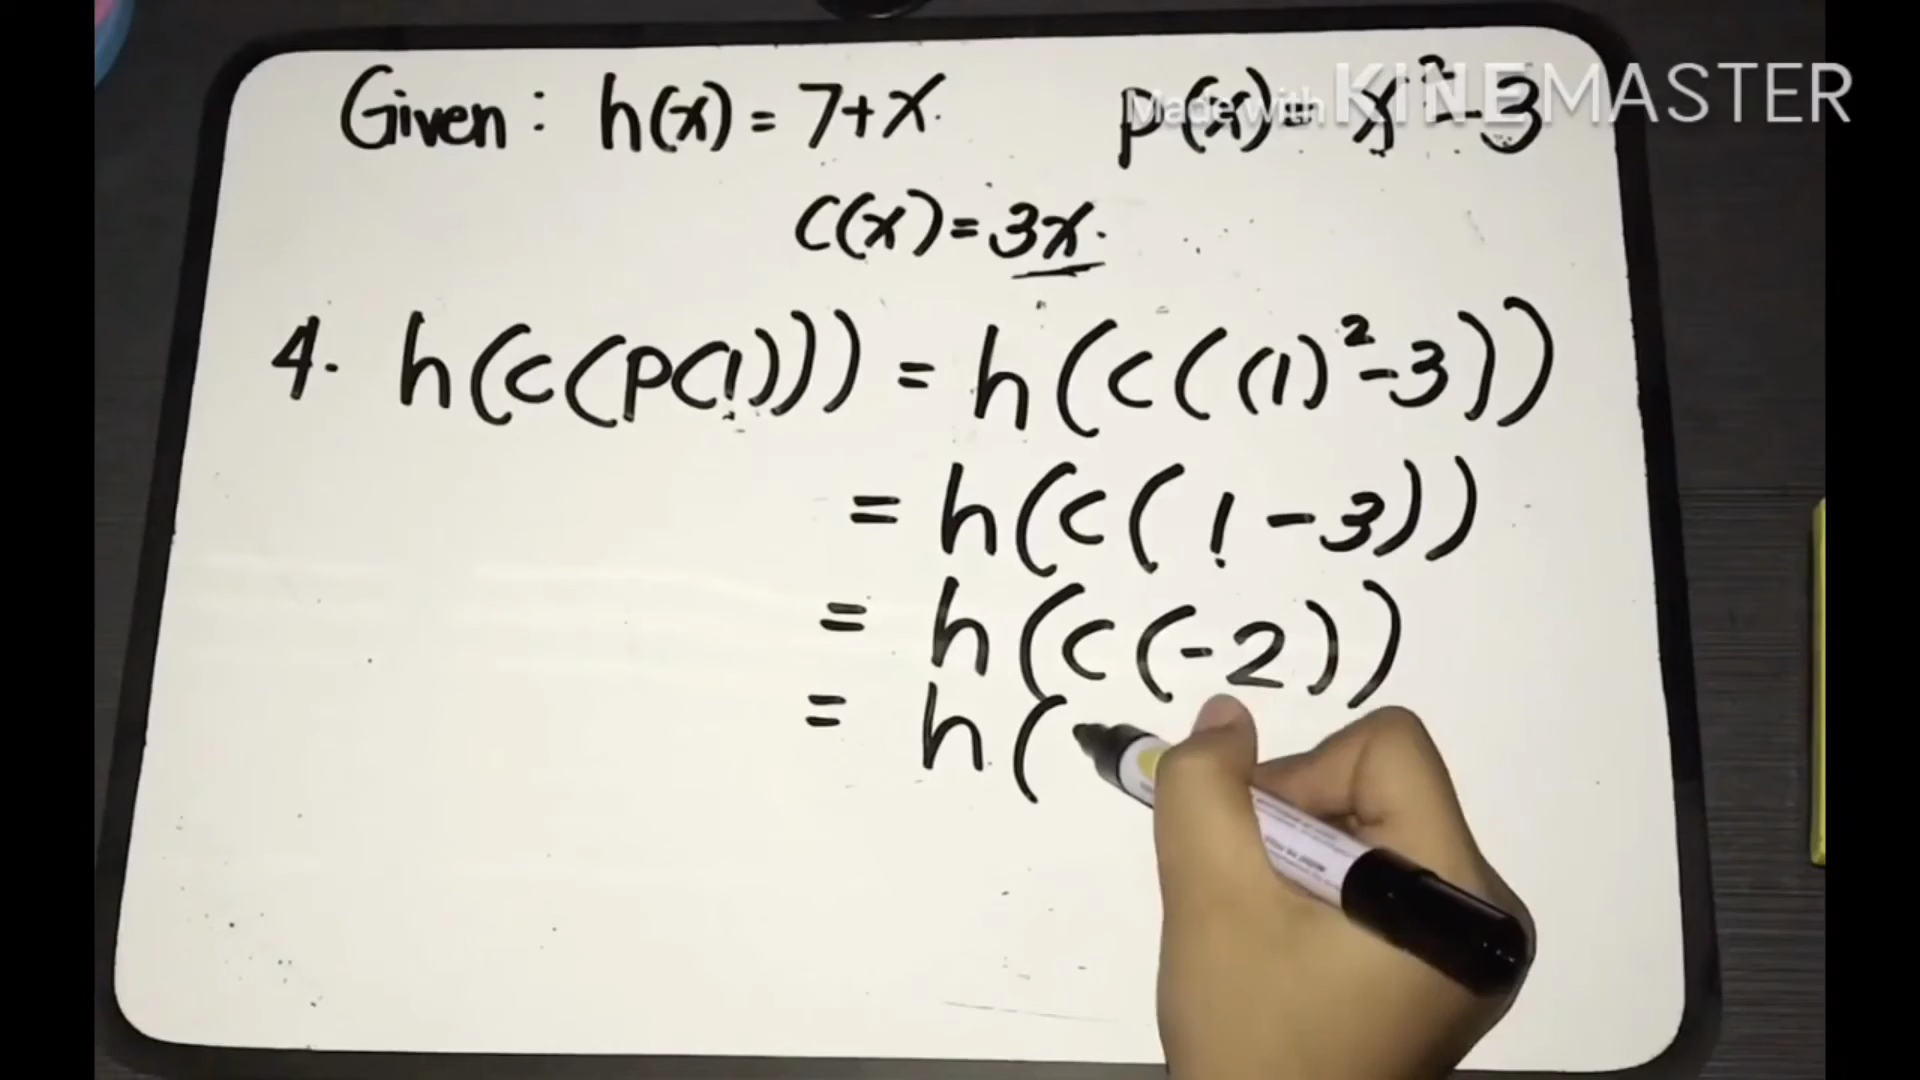 Given: h(x) = 7+x p(x) = x²-3
Made with KINEMASTER
c(x) = 3x
4. h(c(p(1))) = h(c((1)²-3))
= h(c(1-3))
= h(c(-2))
= h(